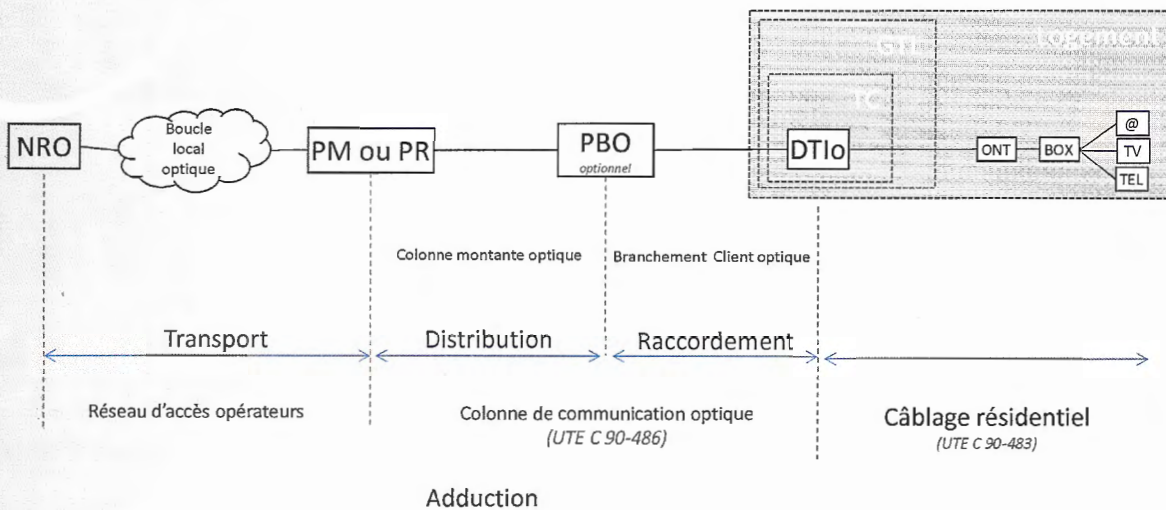 Logement
GTL
TC
NRO
Boucle
local
optique
PM ou PR
PBO
optionnel
DTIo
ONT
BOX
@
TV
TEL
Colonne montante optique
Branchement Client optique
Transport
Distribution
Raccordement
Réseau d'accès opérateurs
Colonne de communication optique
(UTE C 90-486)
Câblage résidentiel
(UTE C 90-483)
Adduction